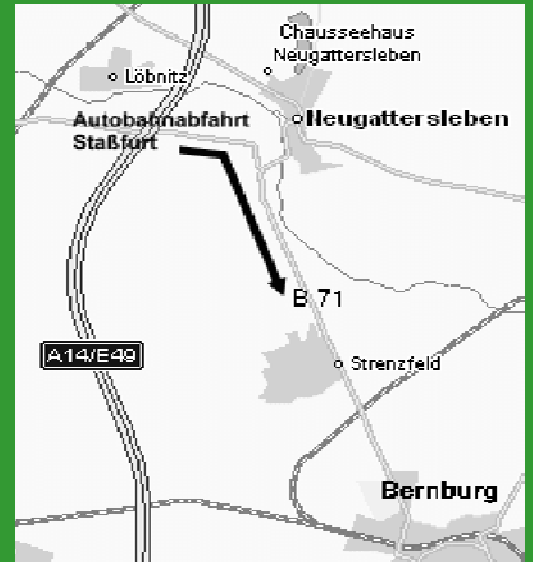 Chausseehaus
Neugattersleben
Löbnitz
Autobahnabfahrt
Staßfurt
Neugattersleben
B 71
A14/E49
Strenzfeld
Bernburg